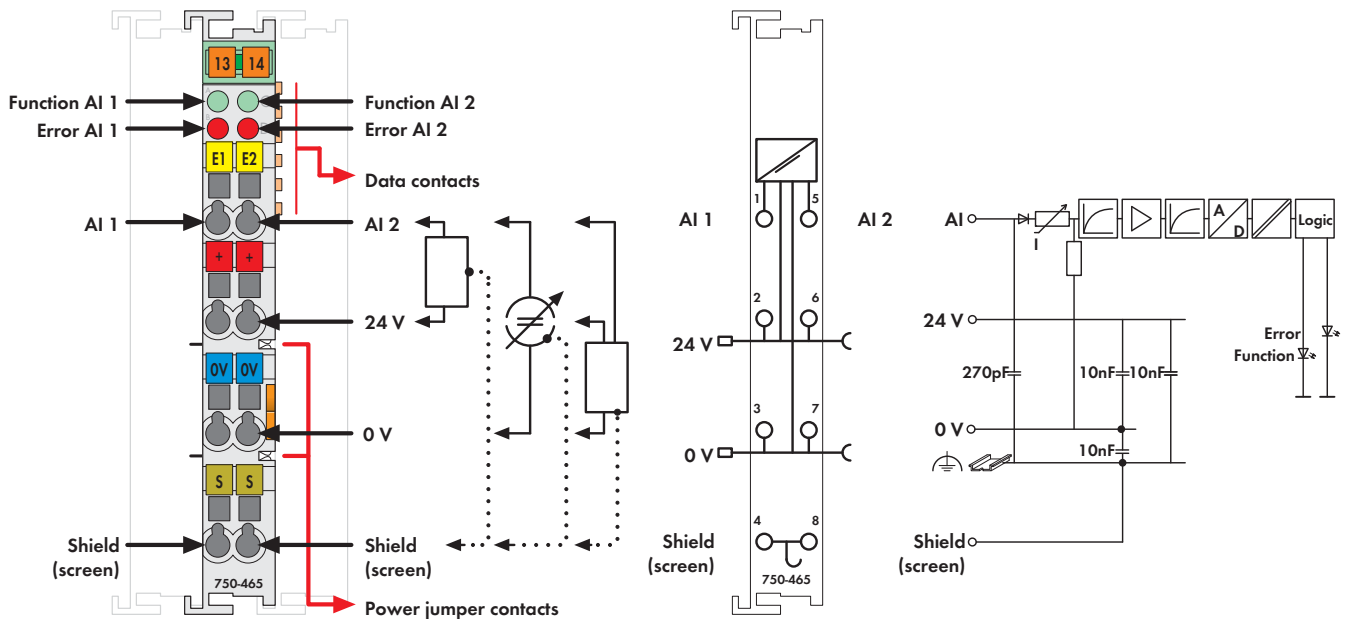 13 14
A C
Function AI 1
Function AI 2
Error AI 1
Error AI 2
E1 E2
Data contacts
AI 1
AI 2
+ +
24 V
0V 0V
0 V
S S
Shield
(screen)
Shield
(screen)
750-465
Power jumper contacts
1 5
AI 1
AI 2
2 6
24 V
3 7
0 V
4 8
Shield
(screen)
750-465
AI
I
A
D
Logic
24 V
Error
Function
270pF
10nF
10nF
0 V
10nF
Shield
(screen)